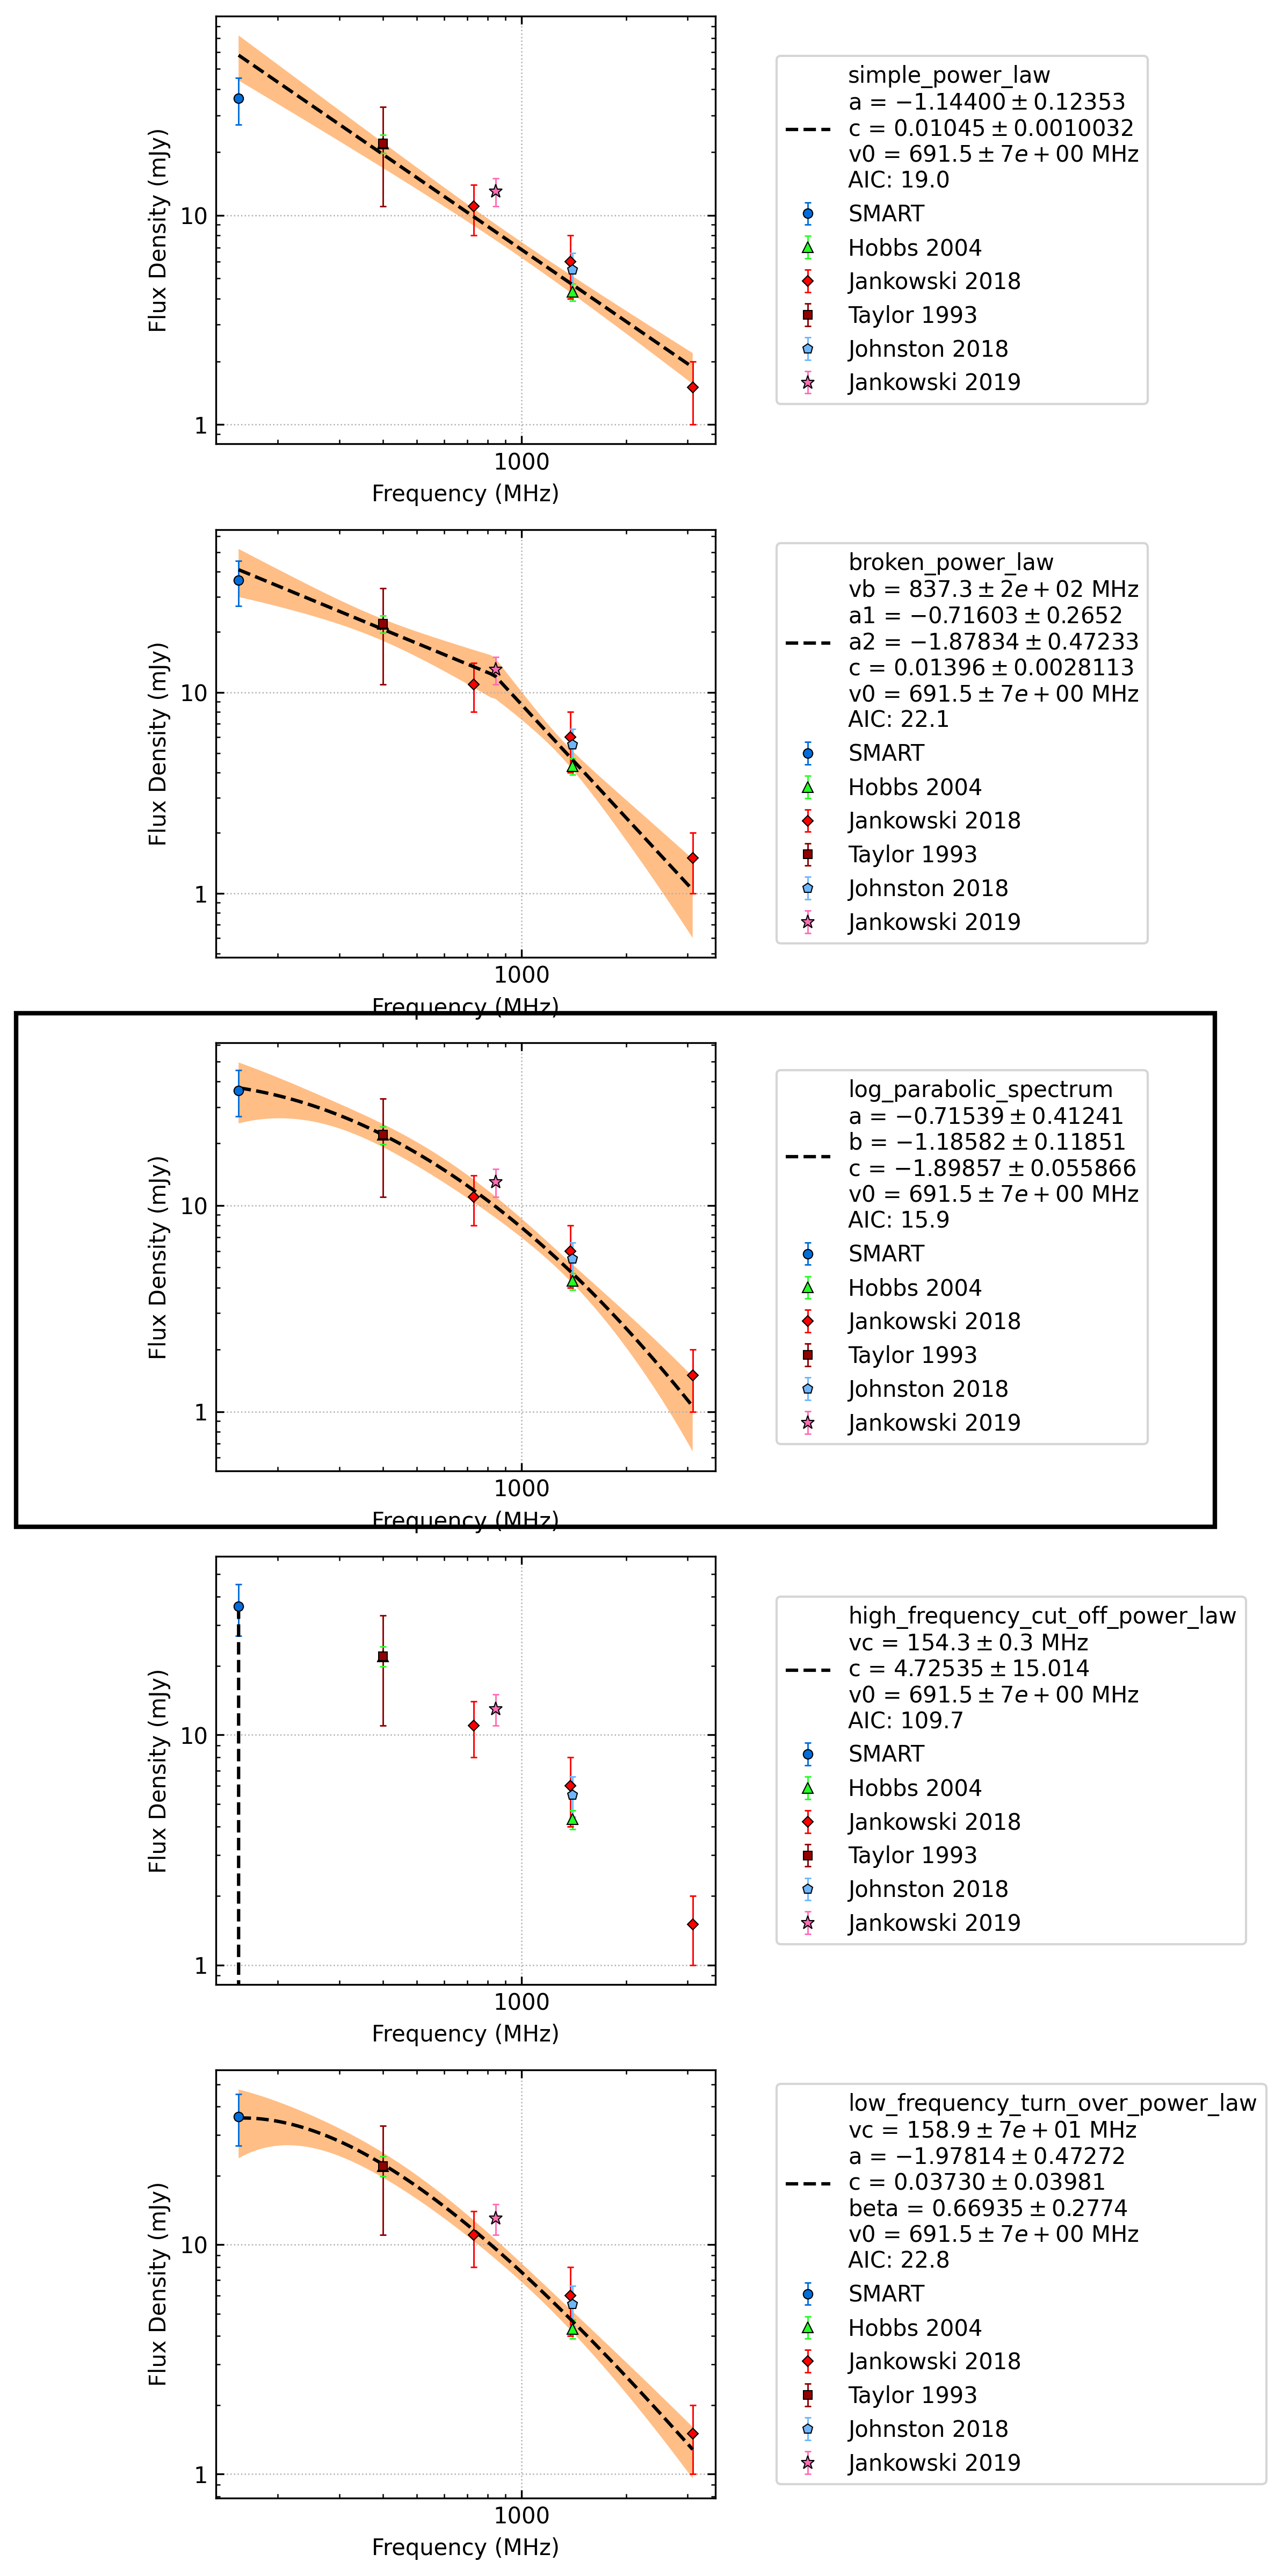 10
1
Flux Density (mJy)
1000
Frequency (MHz)
simple_power_law
a = −1.14400 ± 0.12353
c = 0.01045 ± 0.0010032
v0 = 691.5 ± 7e + 00 MHz
AIC: 19.0
SMART
Hobbs 2004
Jankowski 2018
Taylor 1993
Johnston 2018
Jankowski 2019
10
1
Flux Density (mJy)
1000
Frequency (MHz)
broken_power_law
vb = 837.3 ± 2e + 02 MHz
a1 = −0.71603 ± 0.2652
a2 = −1.87834 ± 0.47233
c = 0.01396 ± 0.0028113
v0 = 691.5 ± 7e + 00 MHz
AIC: 22.1
SMART
Hobbs 2004
Jankowski 2018
Taylor 1993
Johnston 2018
Jankowski 2019
10
1
Flux Density (mJy)
1000
Frequency (MHz)
log_parabolic_spectrum
a = −0.71539 ± 0.41241
b = −1.18582 ± 0.11851
c = −1.89857 ± 0.055866
v0 = 691.5 ± 7e + 00 MHz
AIC: 15.9
SMART
Hobbs 2004
Jankowski 2018
Taylor 1993
Johnston 2018
Jankowski 2019
10
1
Flux Density (mJy)
1000
Frequency (MHz)
high_frequency_cut_off_power_law
vc = 154.3 ± 0.3 MHz
c = 4.72535 ± 15.014
v0 = 691.5 ± 7e + 00 MHz
AIC: 109.7
SMART
Hobbs 2004
Jankowski 2018
Taylor 1993
Johnston 2018
Jankowski 2019
10
1
Flux Density (mJy)
1000
Frequency (MHz)
low_frequency_turn_over_power_law
vc = 158.9 ± 7e + 01 MHz
a = −1.97814 ± 0.47272
c = 0.03730 ± 0.03981
beta = 0.66935 ± 0.2774
v0 = 691.5 ± 7e + 00 MHz
AIC: 22.8
SMART
Hobbs 2004
Jankowski 2018
Taylor 1993
Johnston 2018
Jankowski 2019